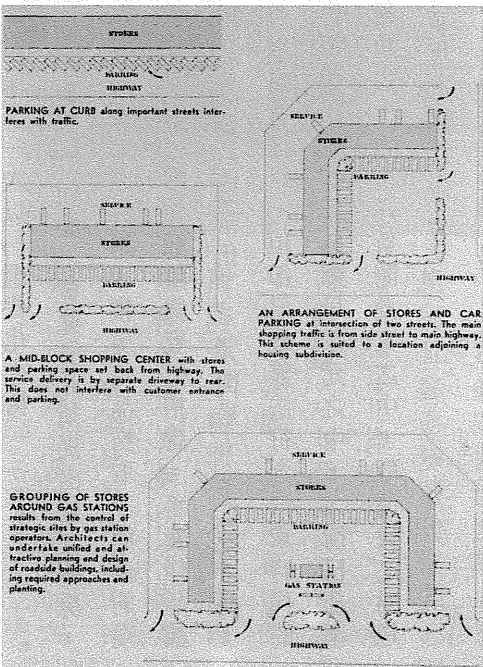 STORES
PARKING
HIGHWAY
PARKING AT CURB along important streets inter-
feres with traffic.
SERVICE
STORES
PARKING
HIGHWAY
AN ARRANGEMENT OF STORES AND CAR
PARKING at intersection of two streets. The main
shopping traffic is from side street to main highway.
This scheme is suited to a location adjoining a
housing subdivision.
SERVICE
STORES
PARKING
HIGHWAY
A MID-BLOCK SHOPPING CENTER with stores
and parking space set back from highway. The
service delivery is by separate driveway to rear.
This does not interfere with customer entrance
and parking.
GROUPING OF STORES
AROUND GAS STATIONS
results from the control of
strategic sites by gas station
operators. Architects can
undertake unified and at-
tractive planning and design
of roadside buildings, includ-
ing required approaches and
planting.
SERVICE
STORES
PARKING
GAS STATION
HIGHWAY